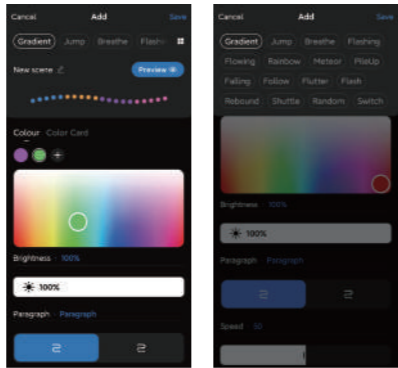 Cancel Add Save
Gradient Jump Breathe Flashi
New scene Preview
Colour Color Card
Brightness 100%
100%
Paragraph Paragraph
Cancel Add Save
Gradient Jump Breathe Flashing
Flowing Rainbow Meteor PileUp
Falling Follow Flutter Flash
Rebound Shuttle Random Switch
Brightness 100%
100%
Paragraph Paragraph
Speed 50